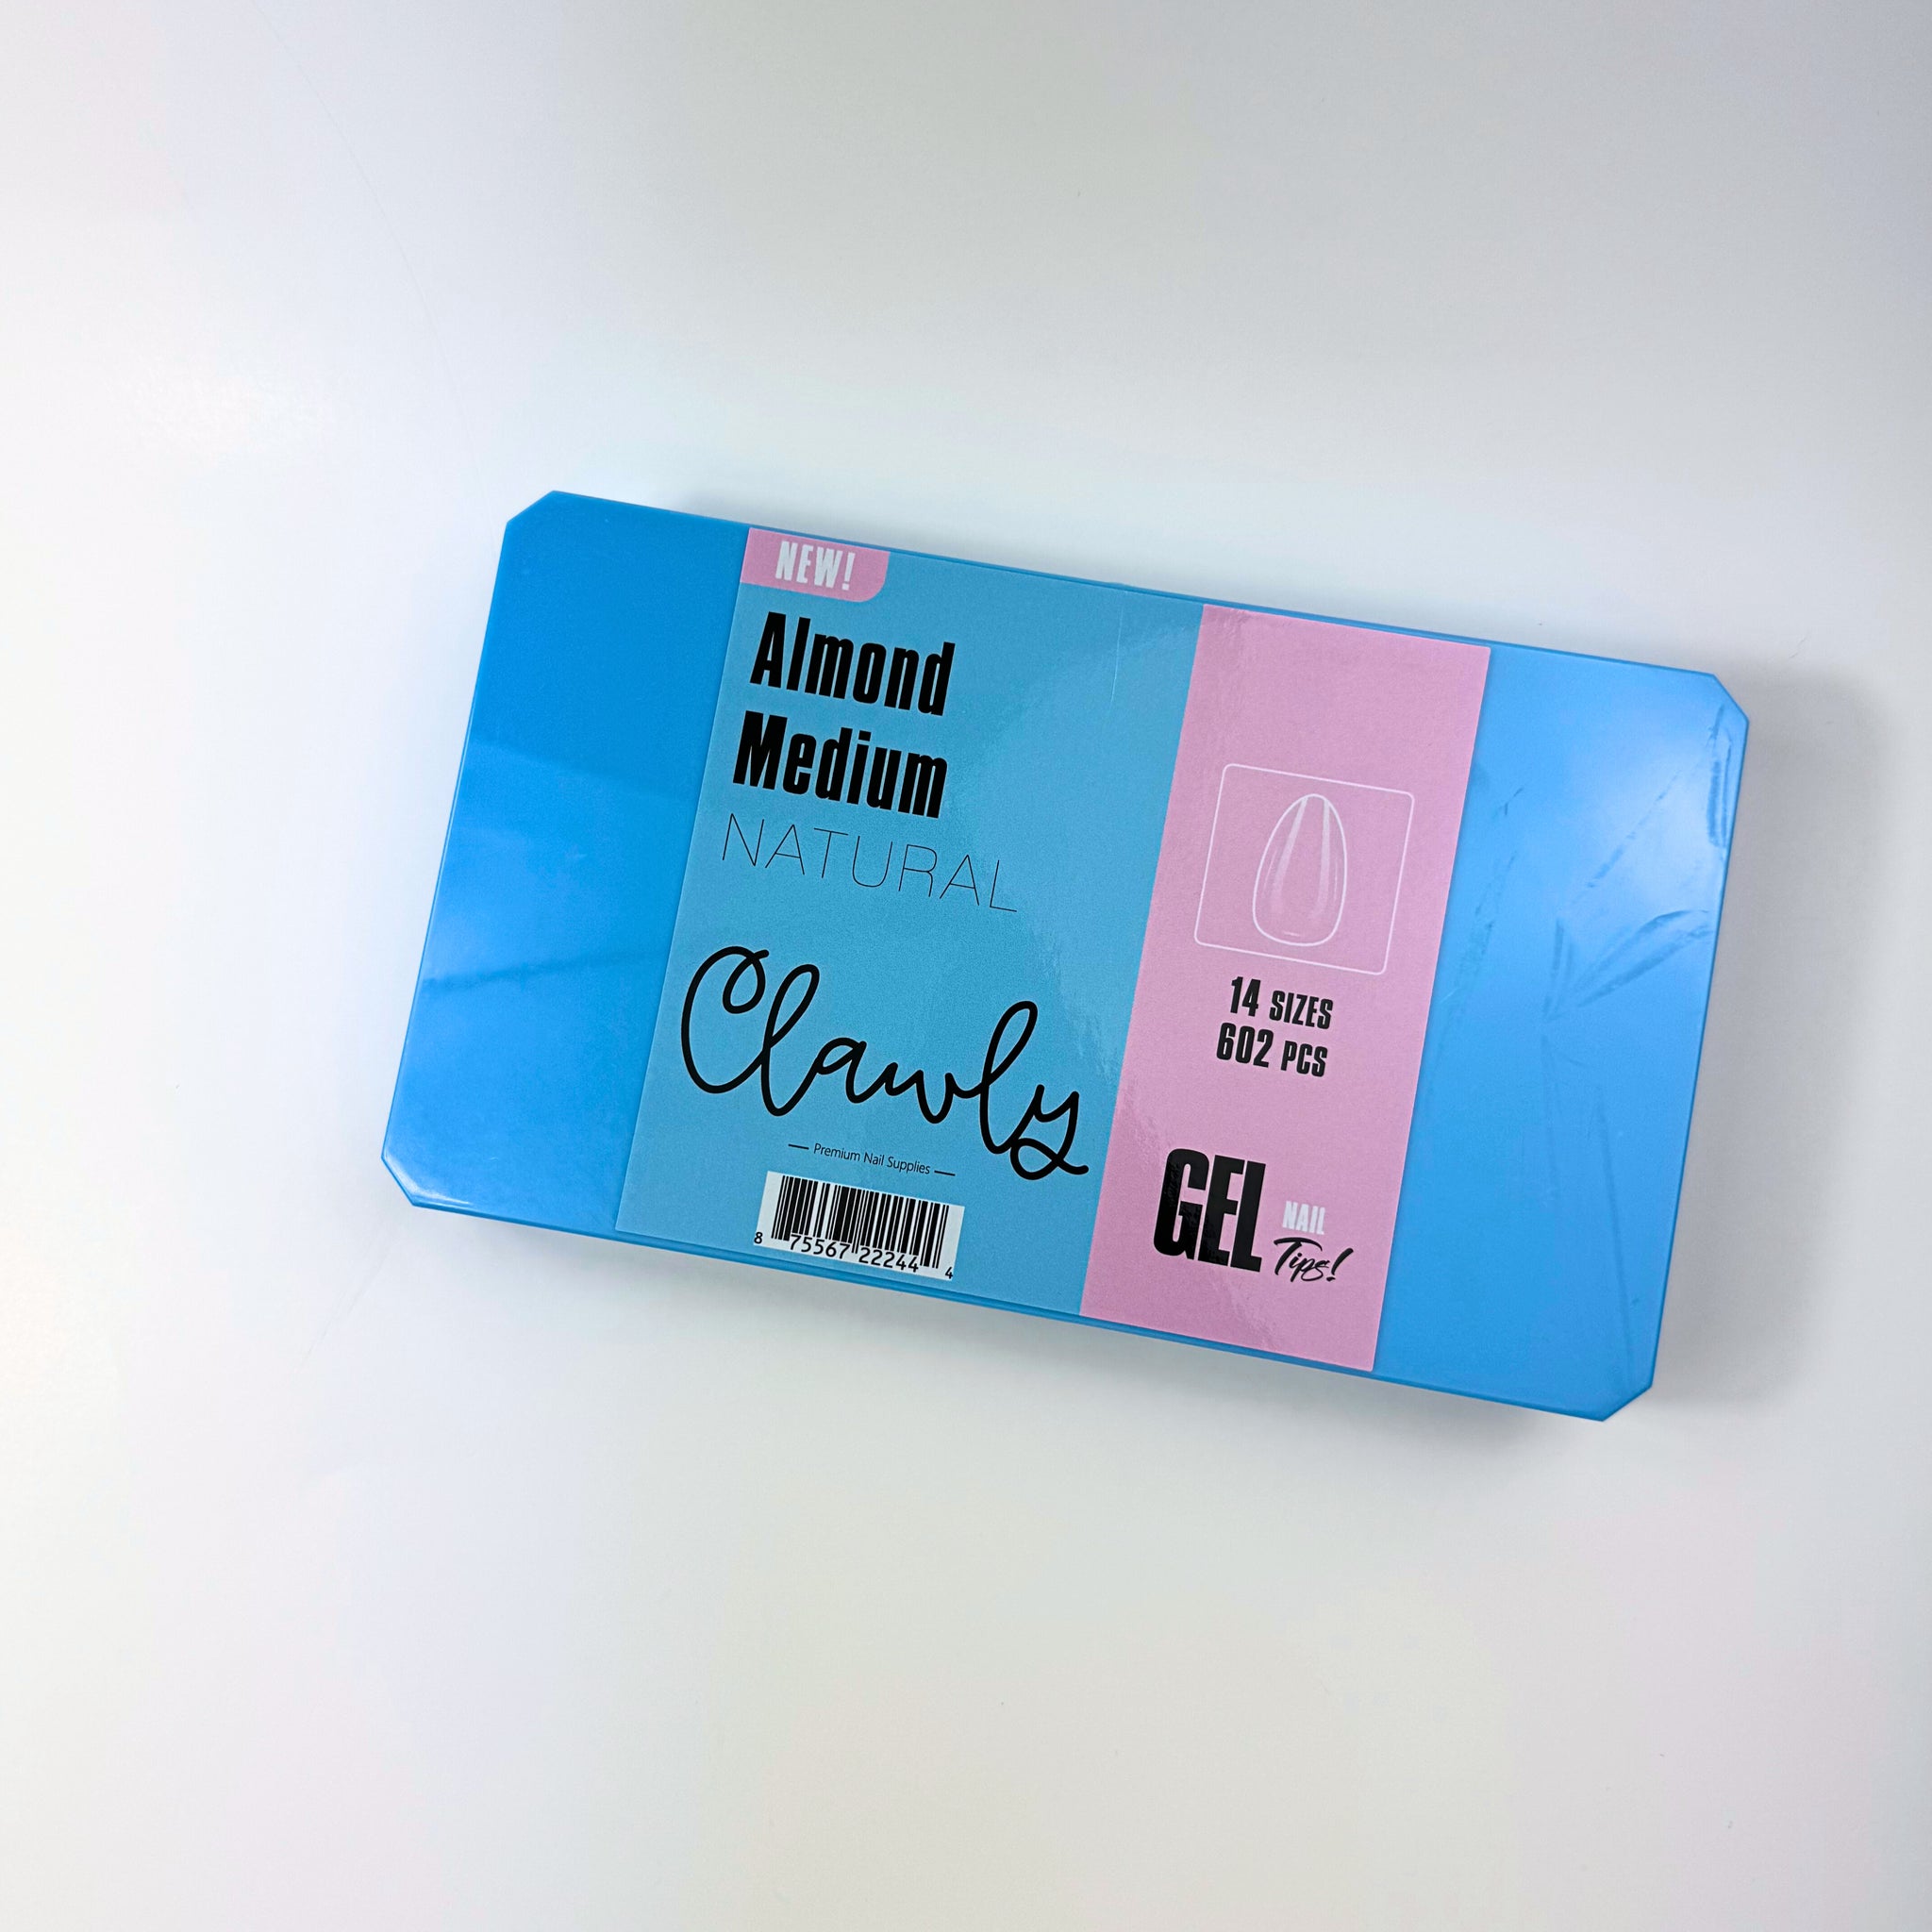 NEW!
Almond
Medium
NATURAL
Clawly
Premium Nail Supplies
8 75567 22244 4
14 SIZES
602 PCS
GEL NAIL
Tips!